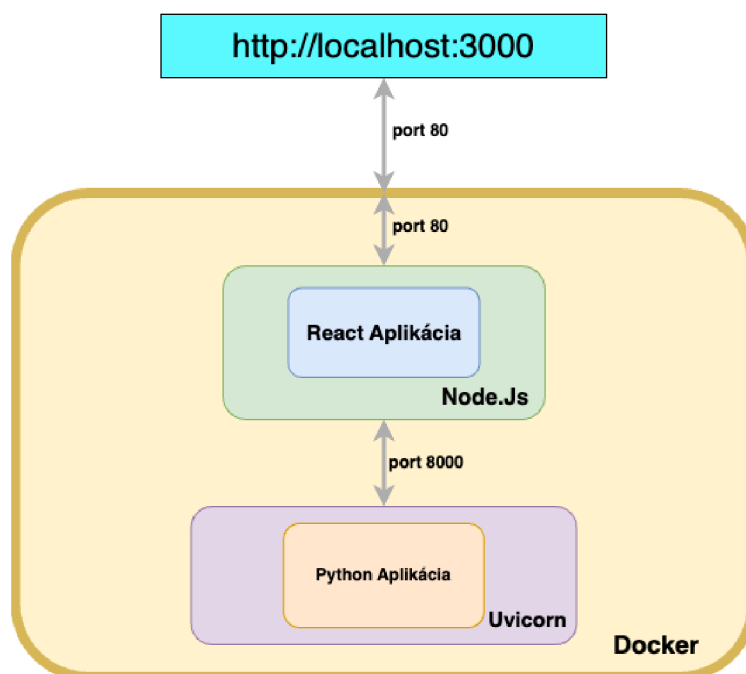 http://localhost:3000
port 80
port 80
React Aplikácia
Node.Js
port 8000
Python Aplikácia
Uvicorn
Docker